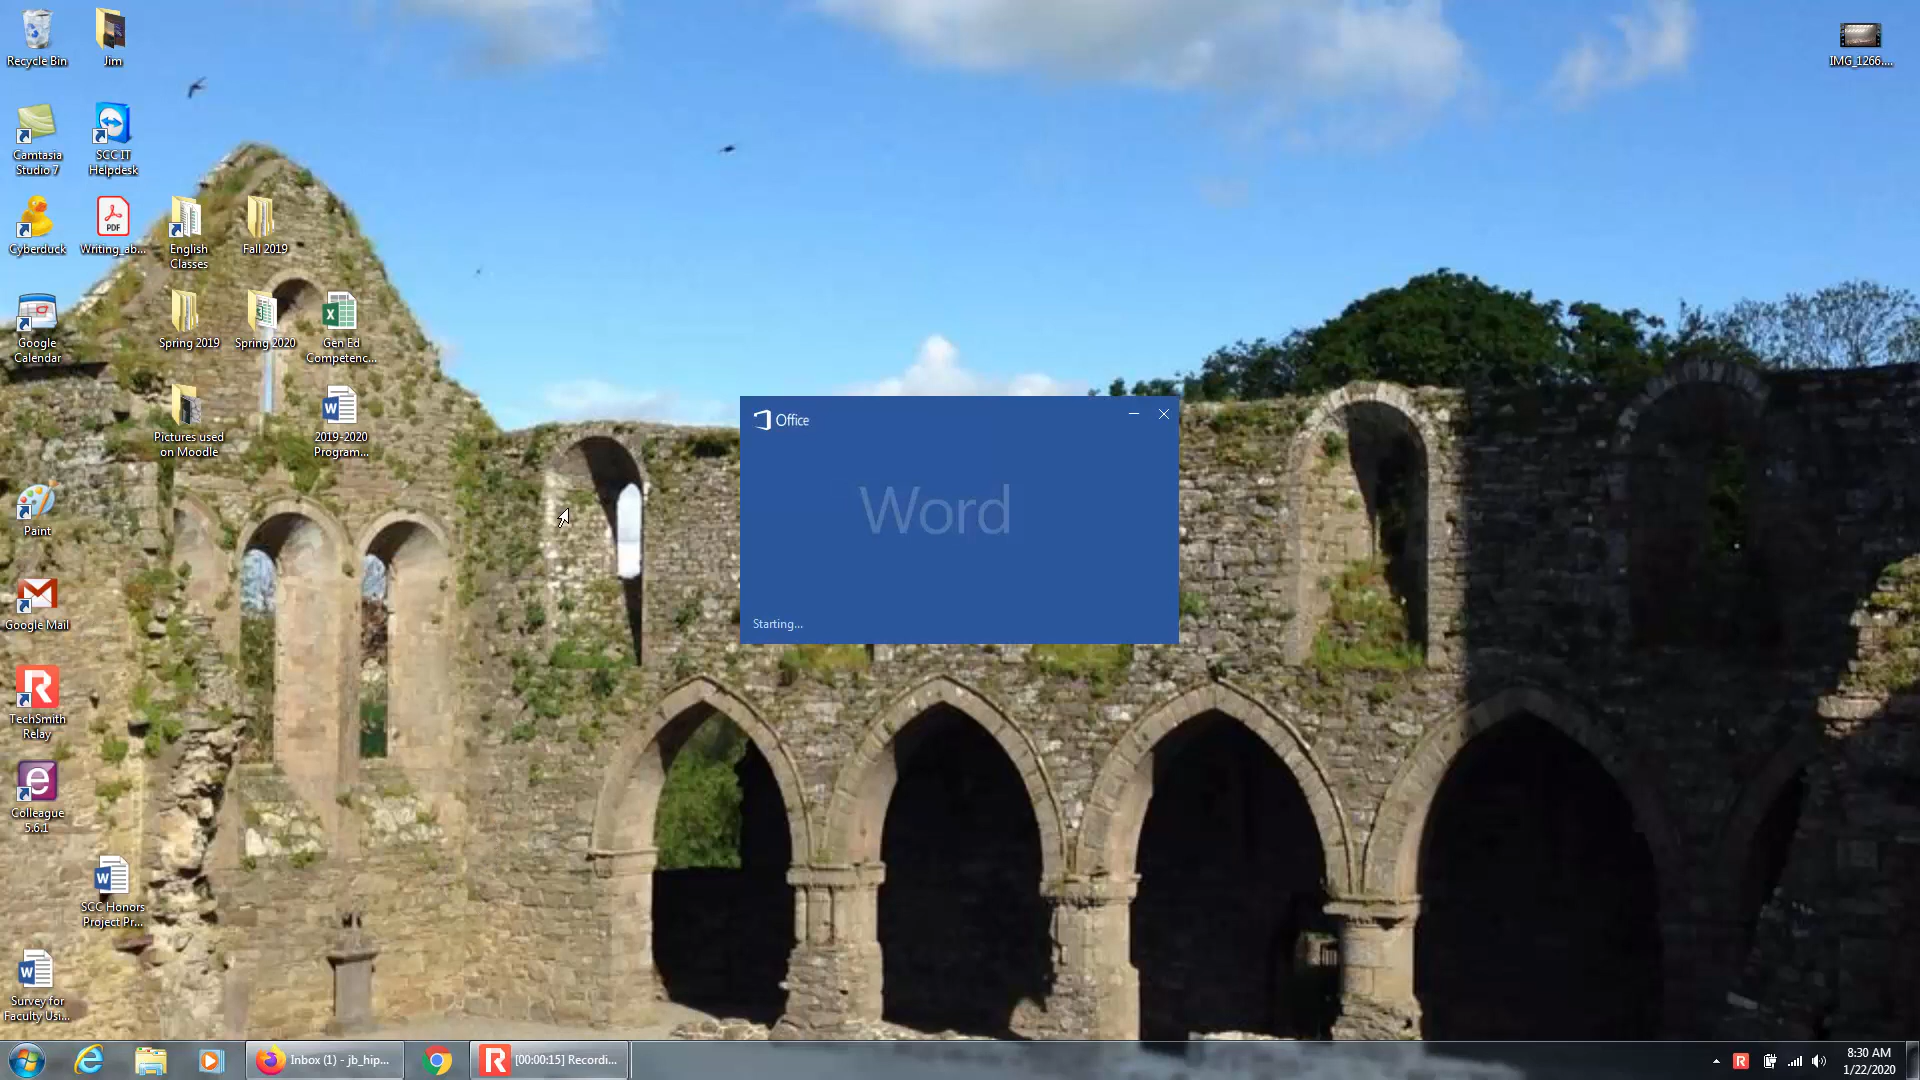 Recycle Bin
Jim
IMG_1266....
Camtasia
Studio 7
SCC IT
Helpdesk
PDF
Cyberduck
Writing_ab...
English
Classes
Fall 2019
Google
Calendar
Spring 2019
Spring 2020
Gen Ed
Competenc...
Pictures used
on Moodle
2019-2020
Program...
Office
Word
Starting...
Paint
Google Mail
TechSmith
Relay
Colleague
5.6.1
SCC Honors
Project Pr...
Survey for
Faculty Usi...
Inbox (1) - jb_hip...
[00:00:15] Recordi...
8:30 AM
1/22/2020